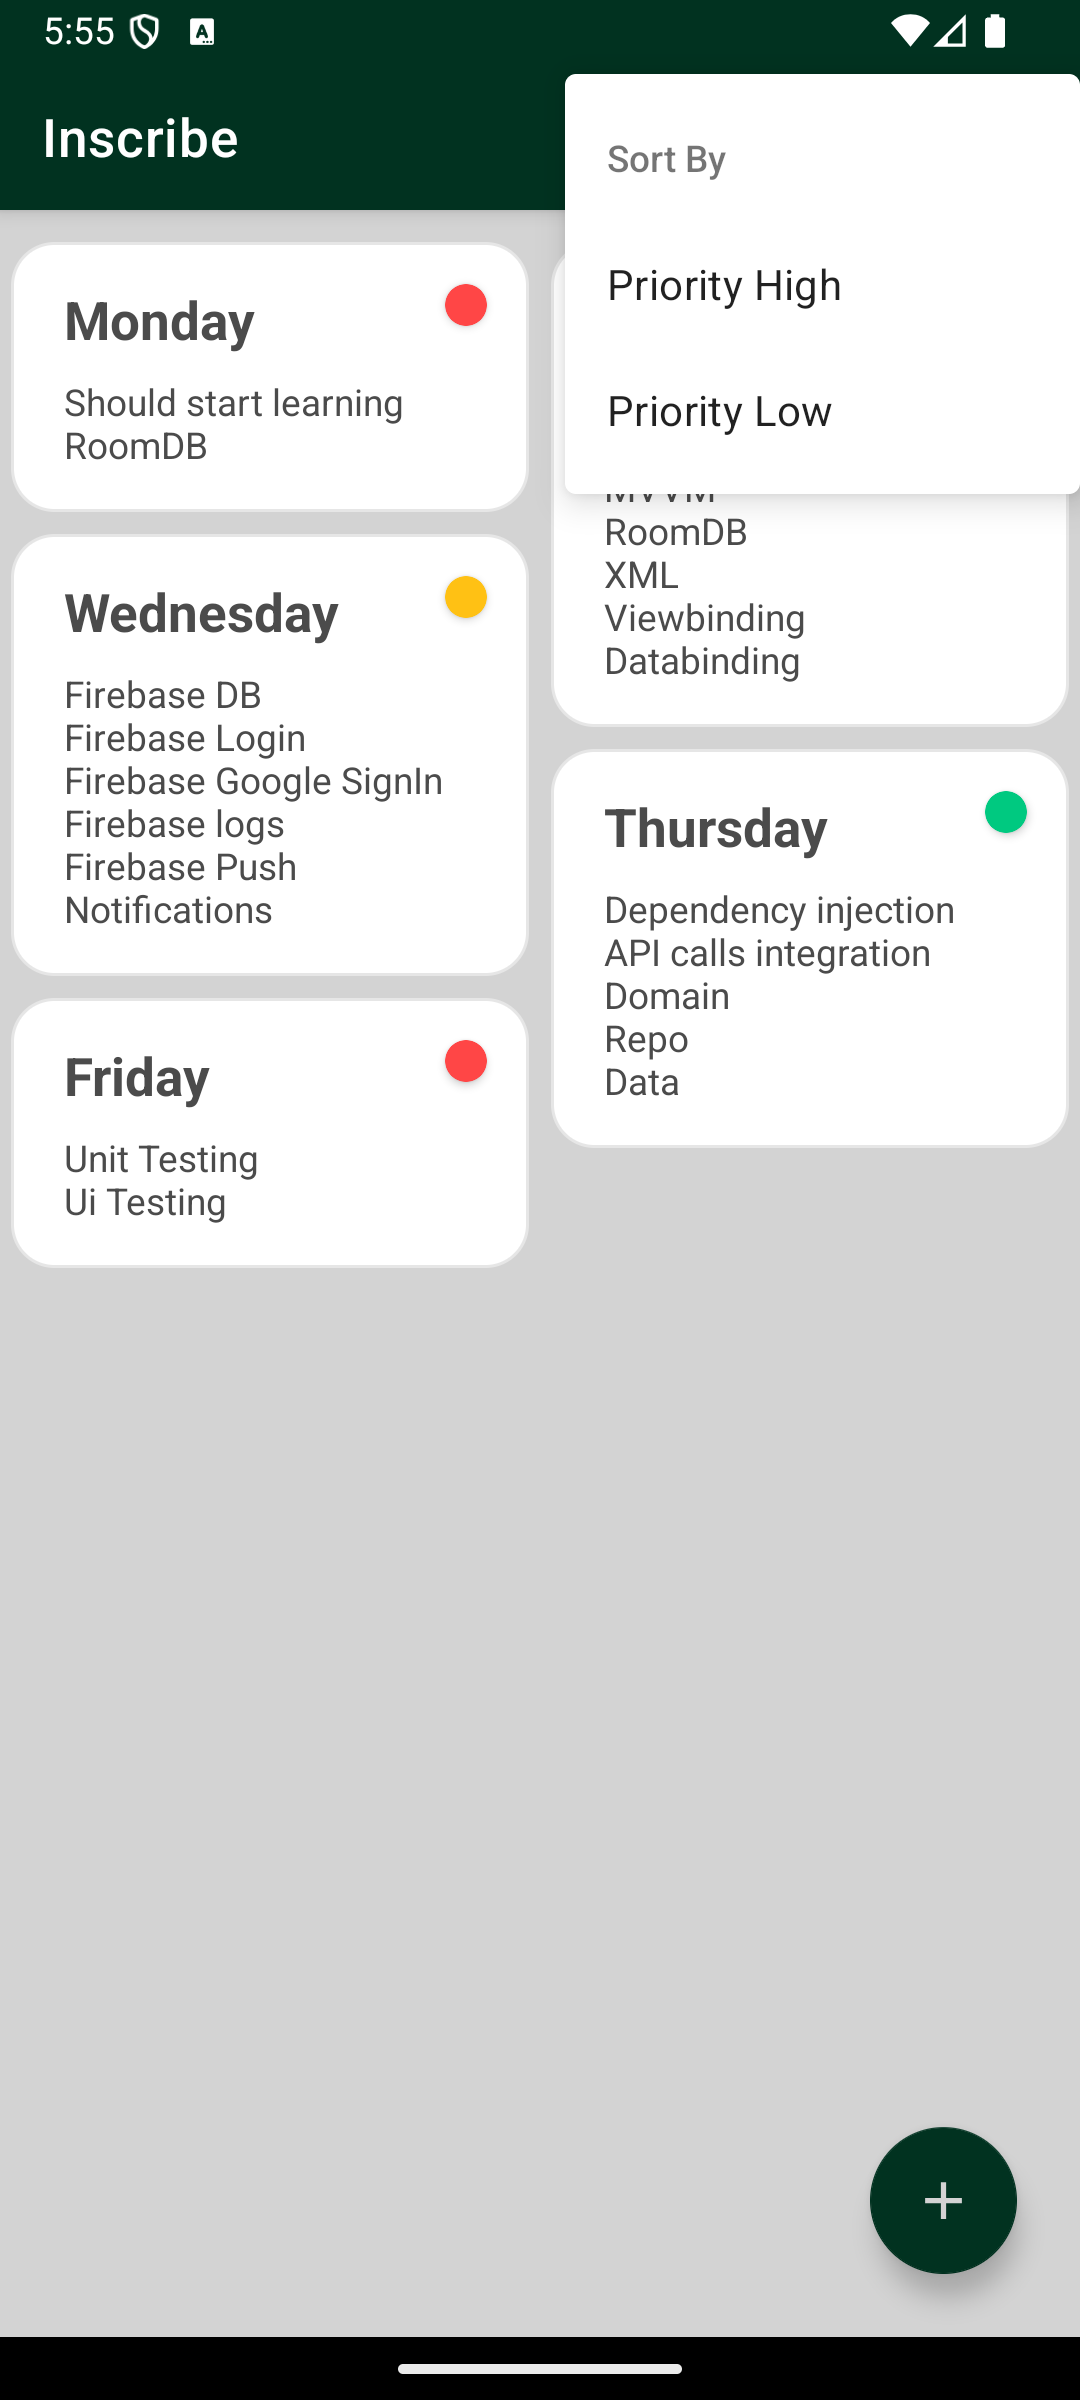 5:55
Inscribe
Sort By
Priority High
Priority Low
Monday
Should start learning
RoomDB
Wednesday
Firebase DB
Firebase Login
Firebase Google SignIn
Firebase logs
Firebase Push
Notifications
Friday
Unit Testing
Ui Testing
MVVM
RoomDB
XML
Viewbinding
Databinding
Thursday
Dependency injection
API calls integration
Domain
Repo
Data